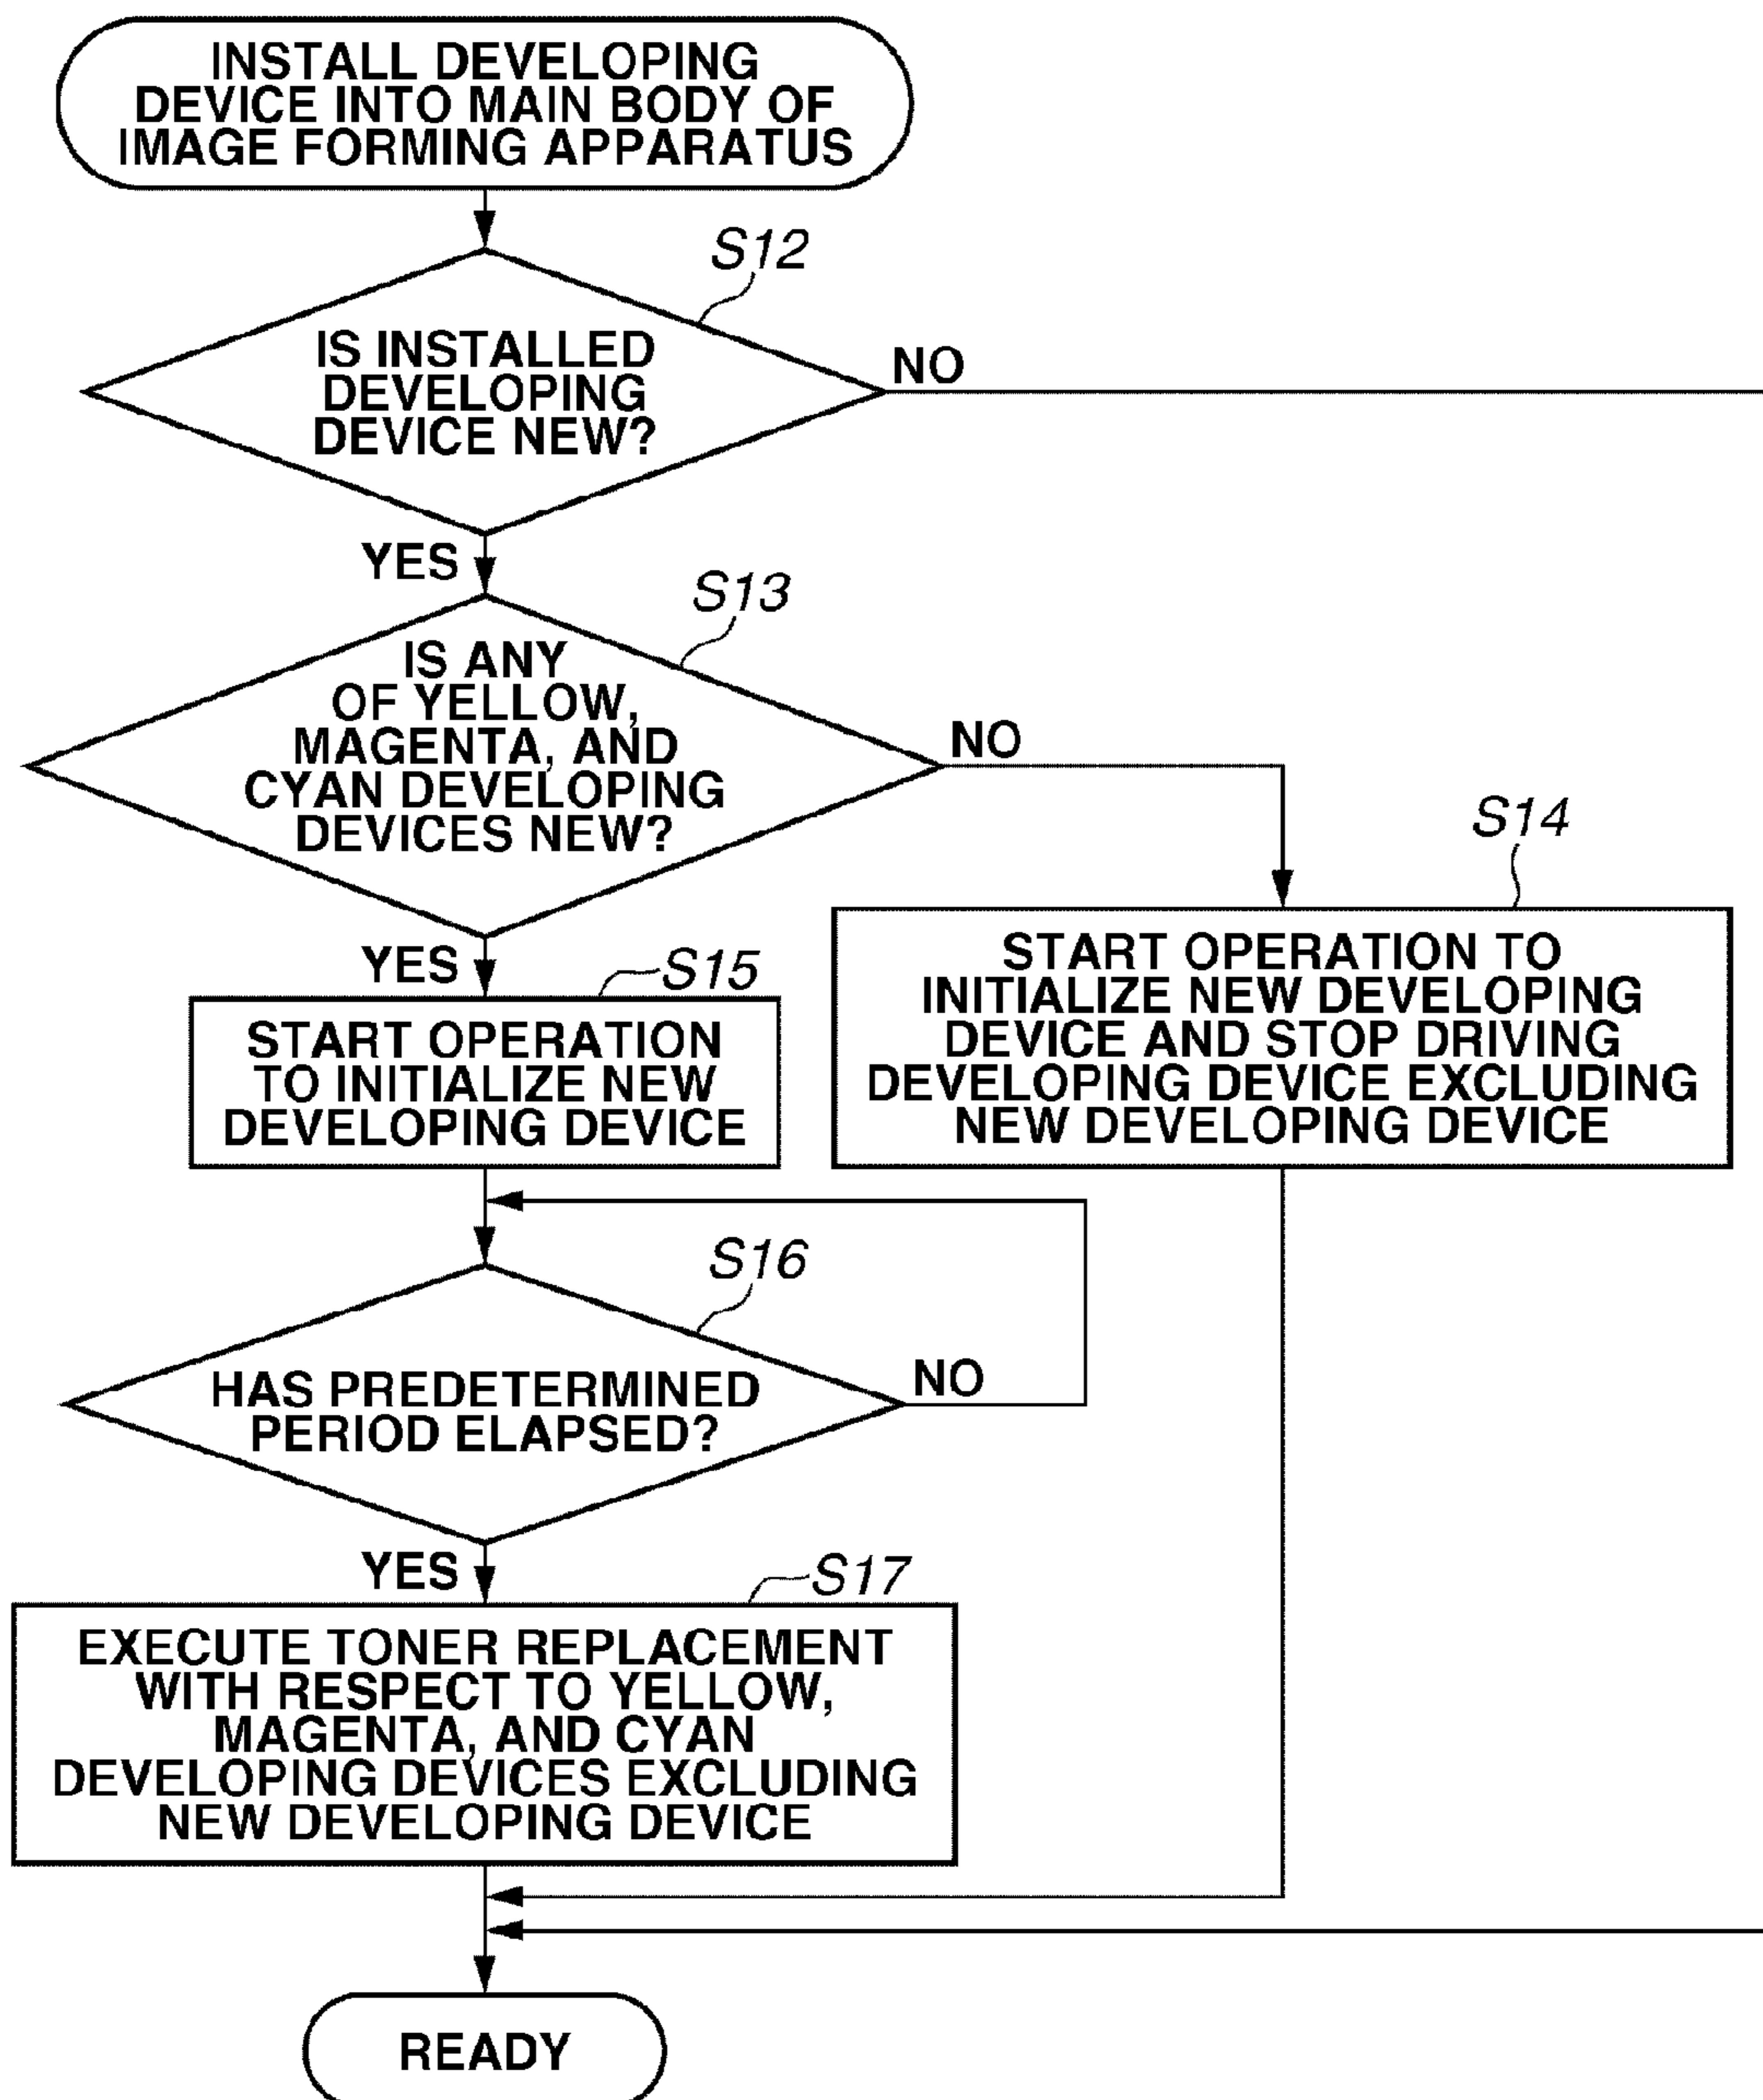 INSTALL DEVELOPING
DEVICE INTO MAIN BODY OF
IMAGE FORMING APPARATUS
S12
IS INSTALLED
DEVELOPING
DEVICE NEW?
NO
YES
S13
IS ANY
OF YELLOW,
MAGENTA, AND
CYAN DEVELOPING
DEVICES NEW?
NO
S14
START OPERATION TO
INITIALIZE NEW DEVELOPING
DEVICE AND STOP DRIVING
DEVELOPING DEVICE EXCLUDING
NEW DEVELOPING DEVICE
YES
S15
START OPERATION
TO INITIALIZE NEW
DEVELOPING DEVICE
S16
HAS PREDETERMINED
PERIOD ELAPSED?
NO
YES
S17
EXECUTE TONER REPLACEMENT
WITH RESPECT TO YELLOW,
MAGENTA, AND CYAN
DEVELOPING DEVICES EXCLUDING
NEW DEVELOPING DEVICE
READY